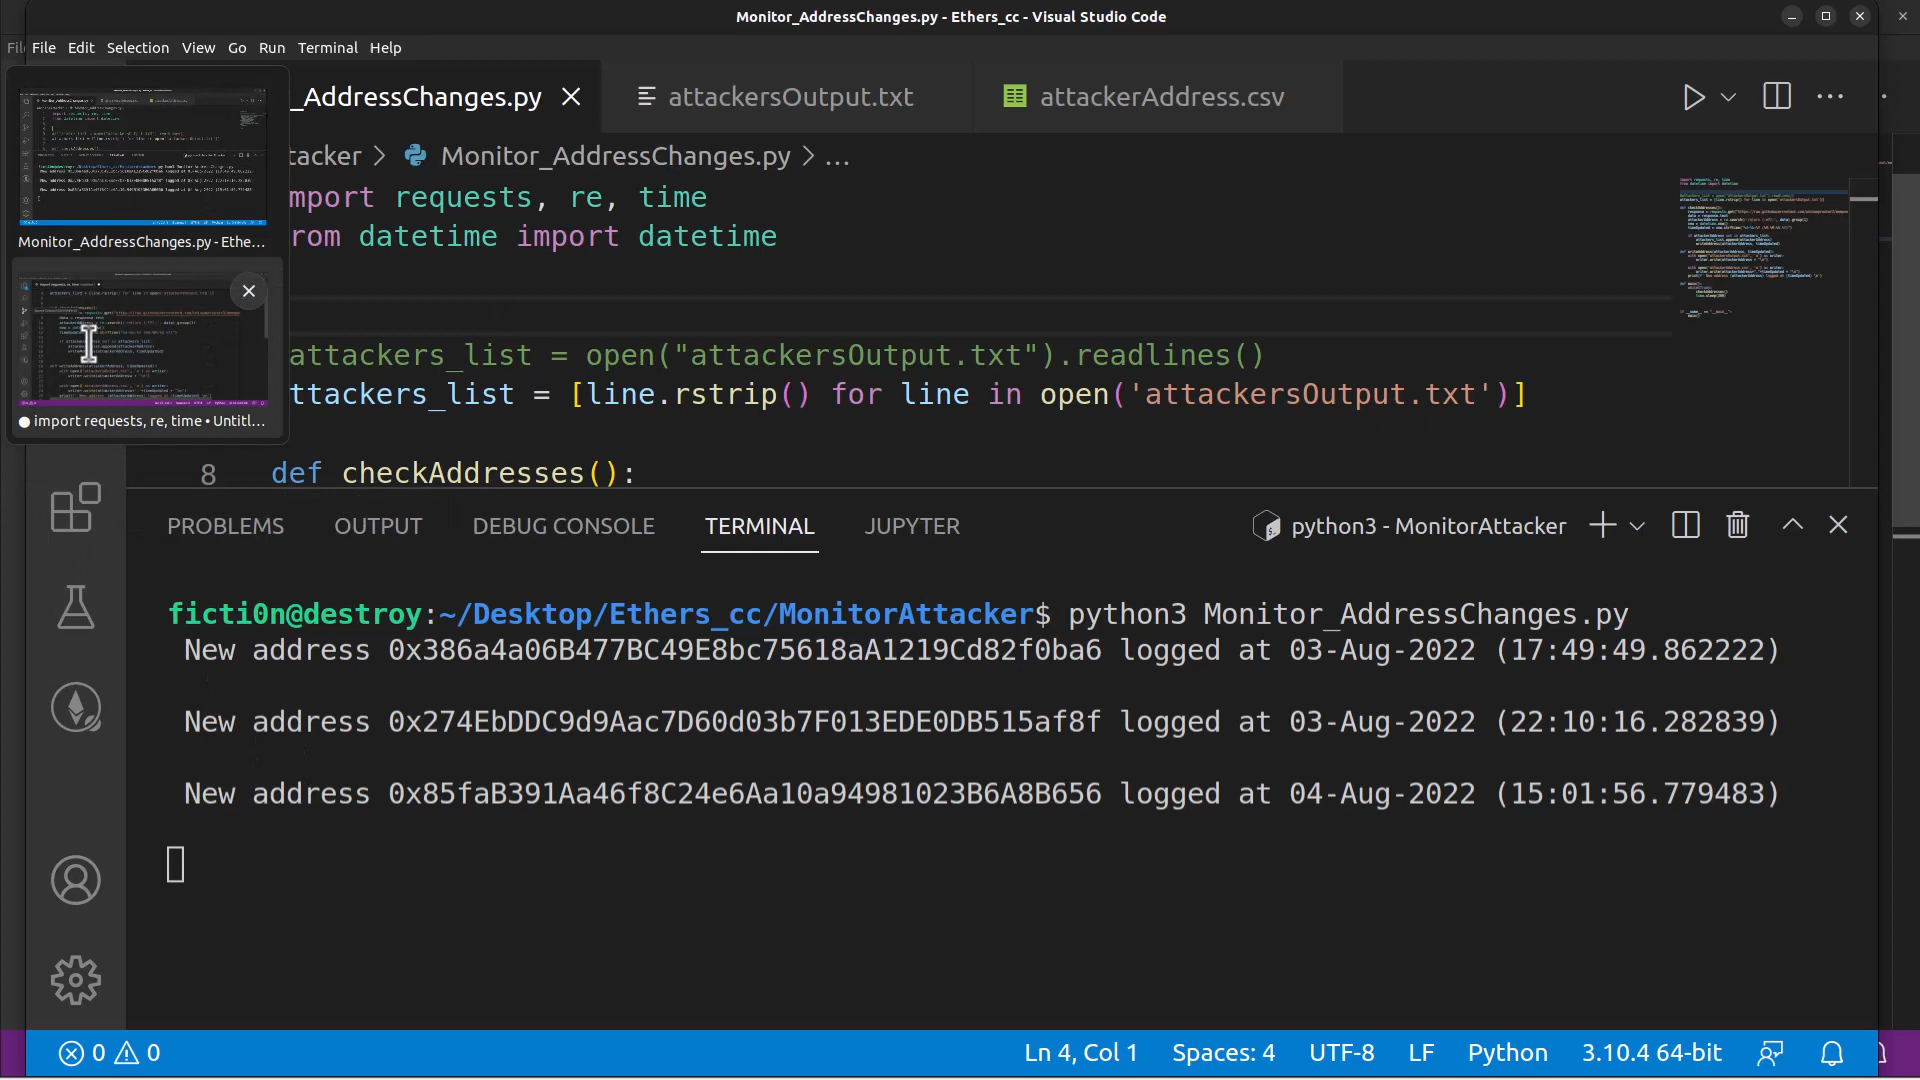 Monitor_AddressChanges.py - Ethers_cc - Visual Studio Code
File Edit Selection View Go Run Terminal Help
_AddressChanges.py
attackersOutput.txt
attackerAddress.csv
tacker > Monitor_AddressChanges.py > ...
mport requests, re, time
rom datetime import datetime
attackers_list = open("attackersOutput.txt").readlines()
ttackers_list = [line.rstrip() for line in open('attackersOutput.txt')]
8 def checkAddresses():
Monitor_AddressChanges.py - Ethe...
import requests, re, time • Untitl...
PROBLEMS OUTPUT DEBUG CONSOLE TERMINAL JUPYTER
python3 - MonitorAttacker
ficti0n@destroy:~/Desktop/Ethers_cc/MonitorAttacker$ python3 Monitor_AddressChanges.py
New address 0x386a4a06B477BC49E8bc75618aA1219Cd82f0ba6 logged at 03-Aug-2022 (17:49:49.862222)
New address 0x274EbDDC9d9Aac7D60d03b7F013EDE0DB515af8f logged at 03-Aug-2022 (22:10:16.282839)
New address 0x85faB391Aa46f8C24e6Aa10a94981023B6A8B656 logged at 04-Aug-2022 (15:01:56.779483)
0 0
Ln 4, Col 1 Spaces: 4 UTF-8 LF Python 3.10.4 64-bit